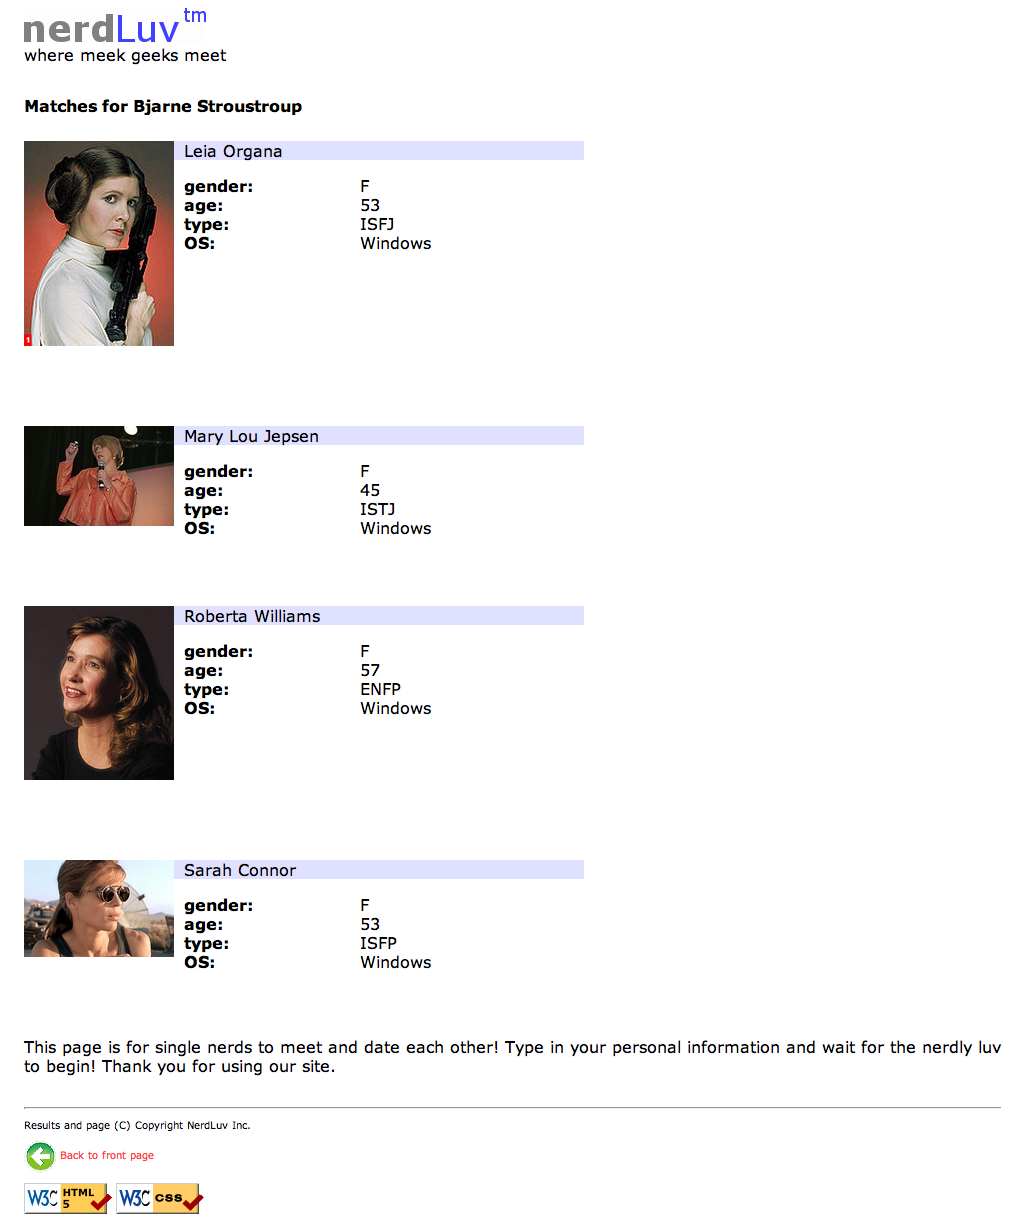 nerdLuv™
where meek geeks meet
Matches for Bjarne Stroustroup
Leia Organa
gender: F
age: 53
type: ISFJ
OS: Windows
1
Mary Lou Jepsen
gender: F
age: 45
type: ISTJ
OS: Windows
Roberta Williams
gender: F
age: 57
type: ENFP
OS: Windows
Sarah Connor
gender: F
age: 53
type: ISFP
OS: Windows
This page is for single nerds to meet and date each other! Type in your personal information and wait for the nerdly luv
to begin! Thank you for using our site.
Results and page (C) Copyright NerdLuv Inc.
Back to front page
W3C HTML 5 W3C css